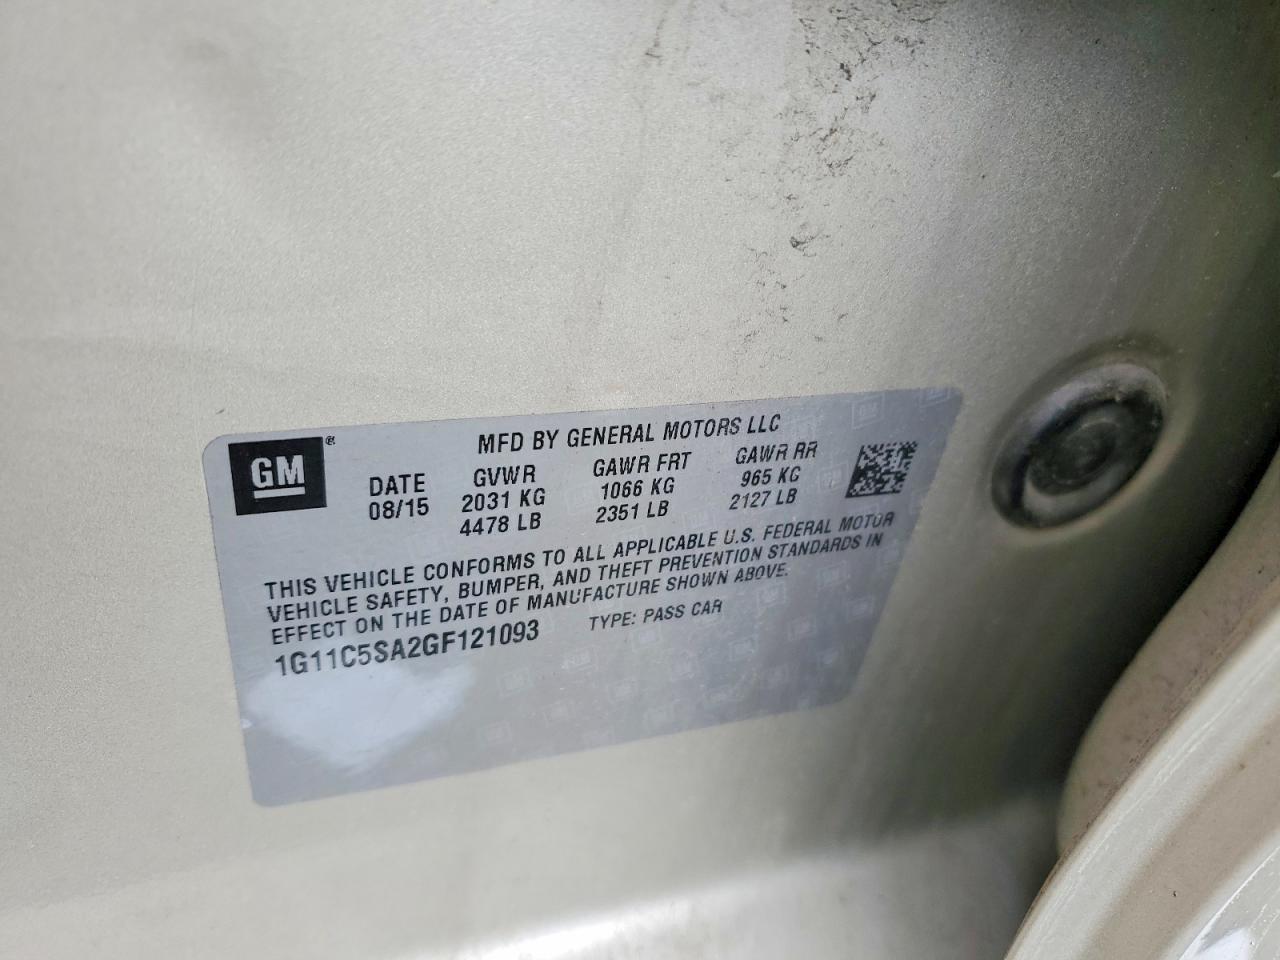 GM ®
MFD BY GENERAL MOTORS LLC
DATE GVWR GAWR FRT GAWR RR
08/15 2031 KG 1066 KG 965 KG
4478 LB 2351 LB 2127 LB
THIS VEHICLE CONFORMS TO ALL APPLICABLE U.S. FEDERAL MOTOR
VEHICLE SAFETY, BUMPER, AND THEFT PREVENTION STANDARDS IN
EFFECT ON THE DATE OF MANUFACTURE SHOWN ABOVE.
1G11C5SA2GF121093 TYPE: PASS CAR